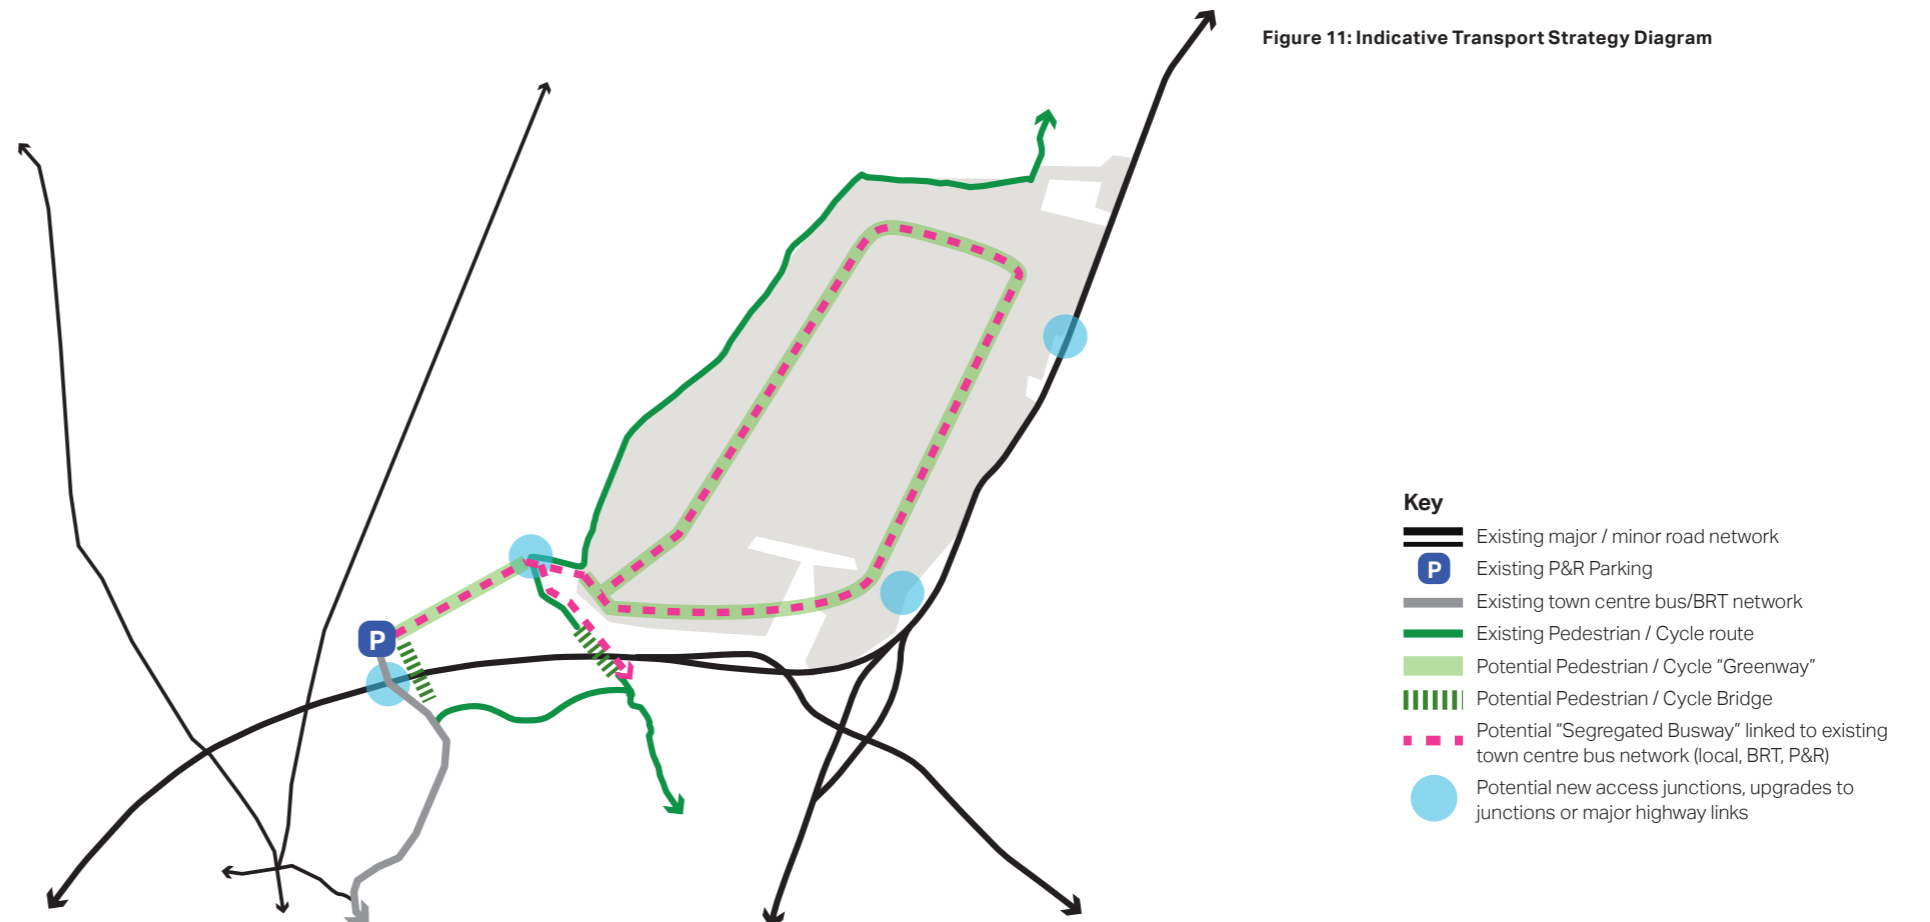 Figure 11: Indicative Transport Strategy Diagram
P
Key
Existing major / minor road network
P
Existing P&R Parking
Existing town centre bus/BRT network
Existing Pedestrian / Cycle route
Potential Pedestrian / Cycle “Greenway”
Potential Pedestrian / Cycle Bridge
Potential “Segregated Busway” linked to existing
town centre bus network (local, BRT, P&R)
Potential new access junctions, upgrades to
junctions or major highway links